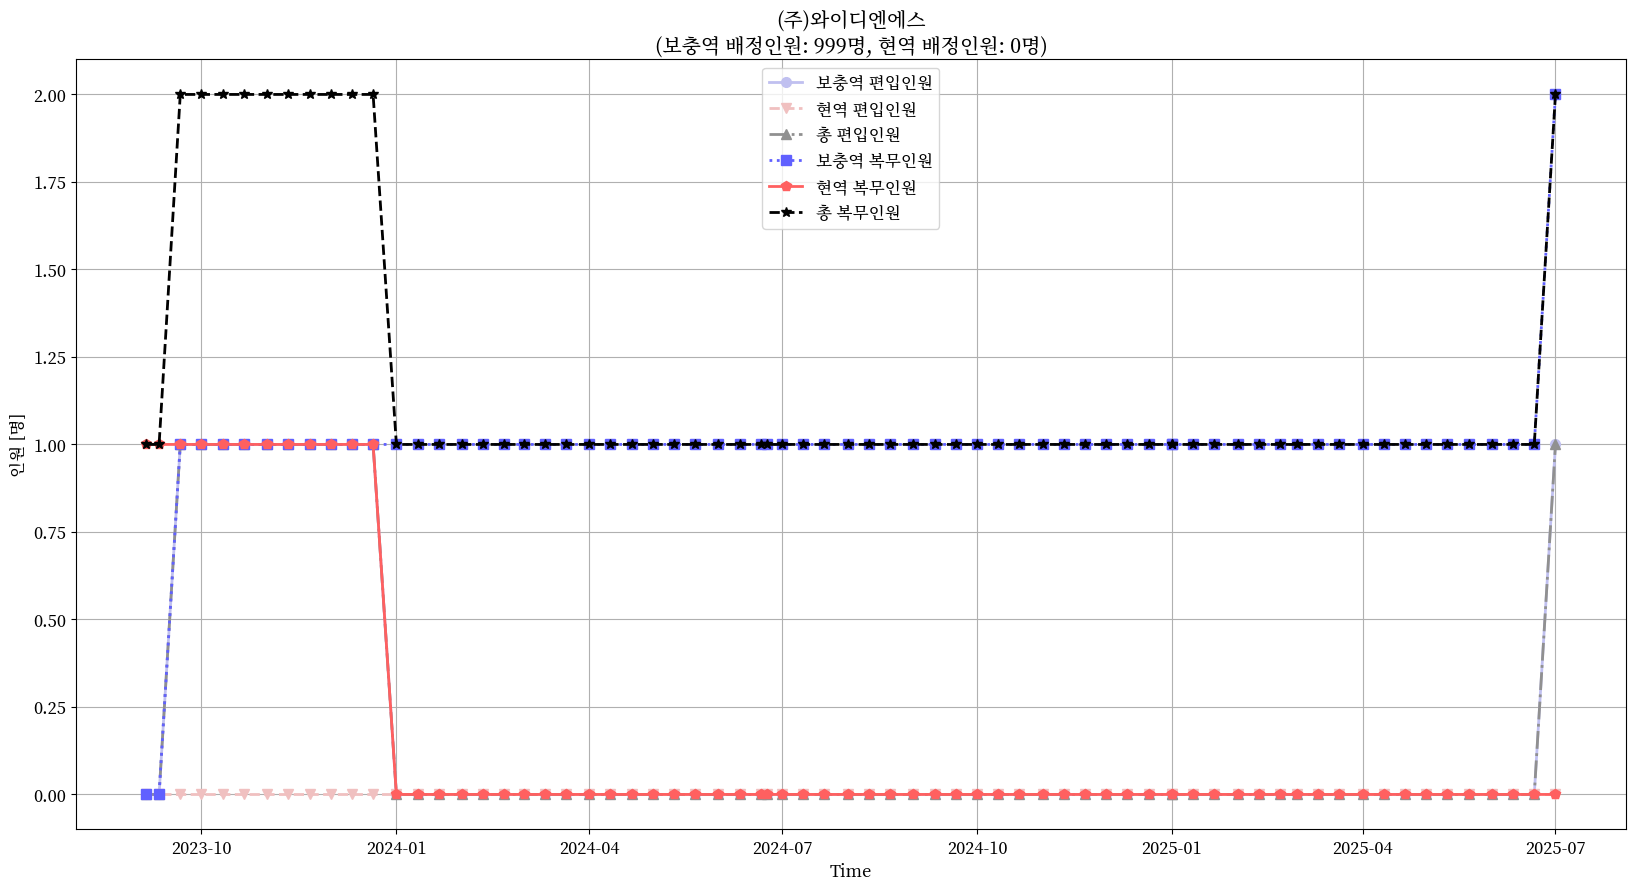 (주)와이디엔에스
(보충역 배정인원: 999명, 현역 배정인원: 0명)
보충역 편입인원
현역 편입인원
총 편입인원
보충역 복무인원
현역 복무인원
총 복무인원
인원 [명]
2.00
1.75
1.50
1.25
1.00
0.75
0.50
0.25
0.00
2023-10
2024-01
2024-04
2024-07
2024-10
2025-01
2025-04
2025-07
Time